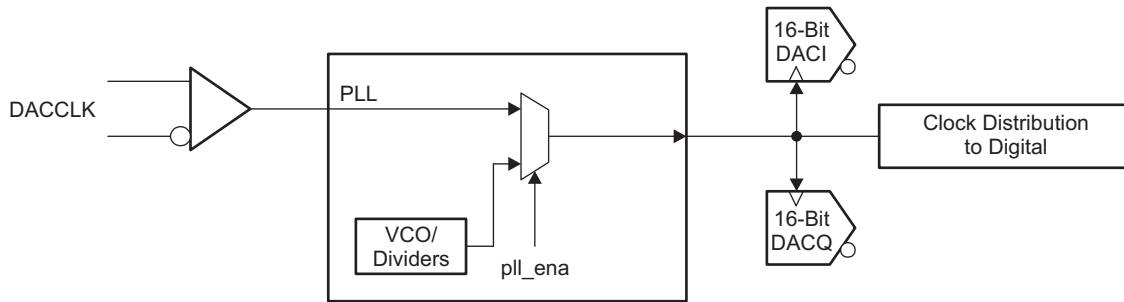 16-Bit
DACI
DACCLK
PLL
Clock Distribution
to Digital
VCO/
Dividers
pll_ena
16-Bit
DACQ